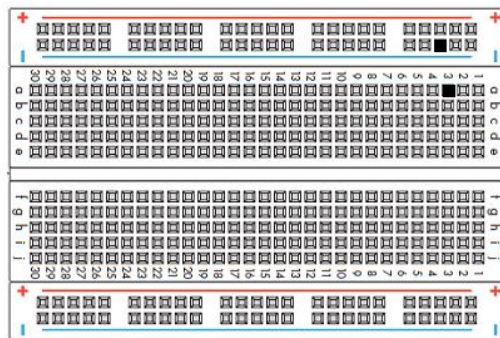 + +
- -
30 29 28 27 26 25 24 23 22 21 20 19 18 17 16 15 14 13 12 11 10 9 8 7 6 5 4 3 2 1
a a
b b
c c
d d
e e
f f
g g
h h
i i
j j
30 29 28 27 26 25 24 23 22 21 20 19 18 17 16 15 14 13 12 11 10 9 8 7 6 5 4 3 2 1
+ +
- -